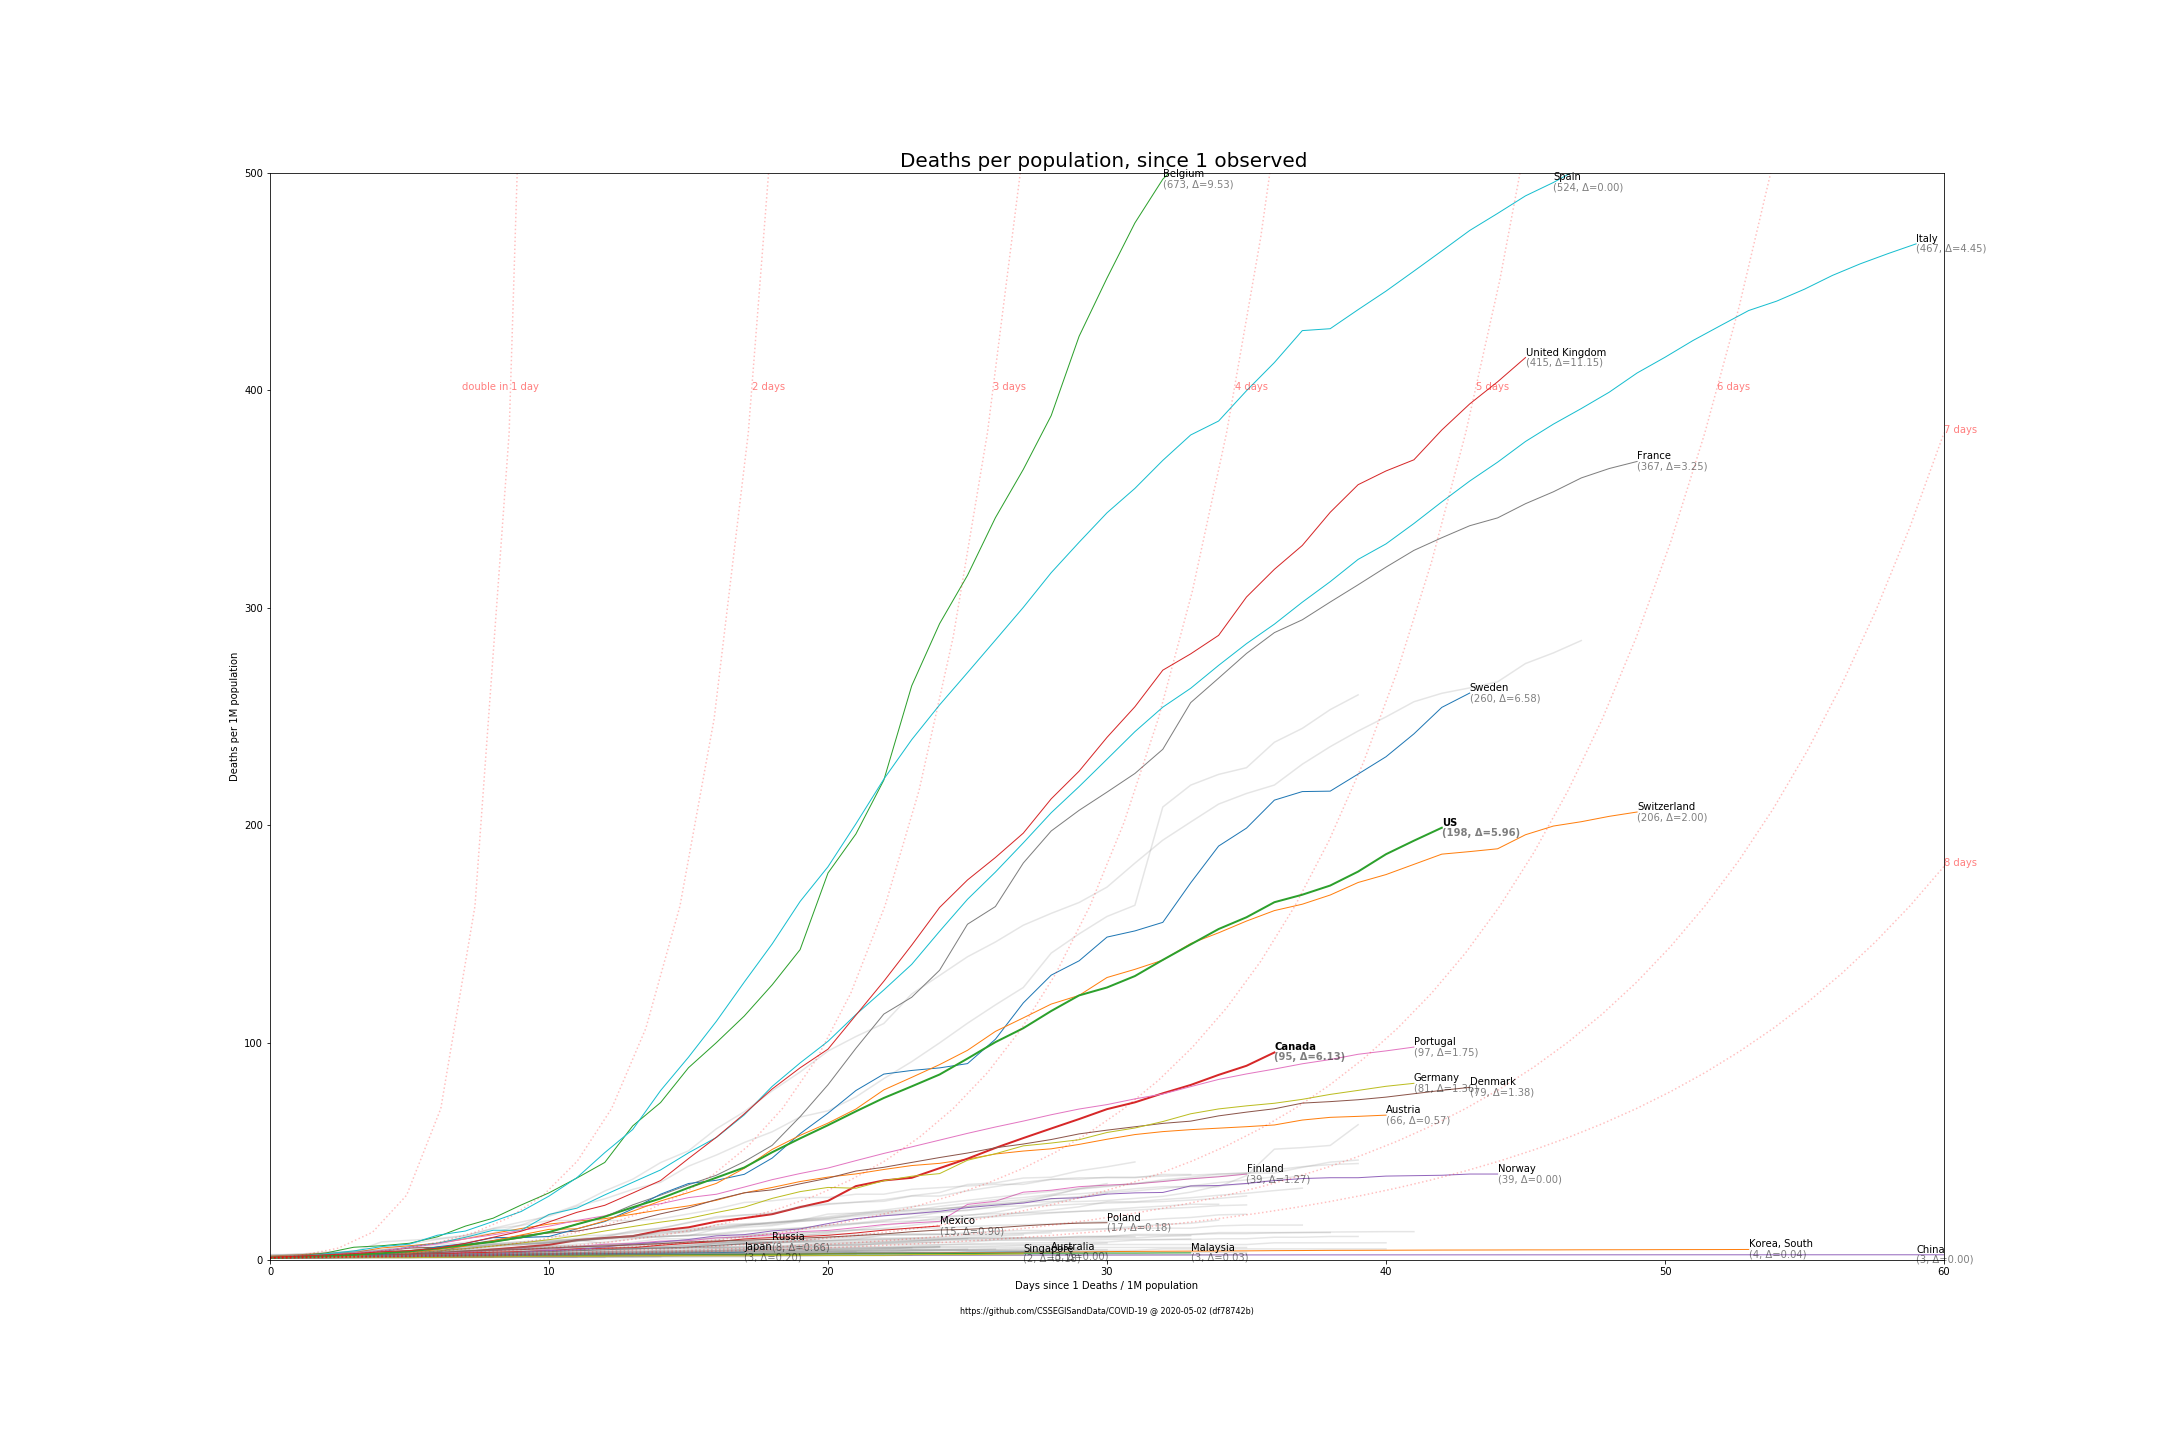 Deaths per population, since 1 observed
500
400
300
200
100
0
Deaths per 1M population
Belgium
(673, Δ=9.53)
Spain
(524, Δ=0.00)
Italy
(467, Δ=4.45)
United Kingdom
(415, Δ=11.15)
double in 1 day
2 days
3 days
4 days
5 days
6 days
7 days
France
(367, Δ=3.25)
Sweden
(260, Δ=6.58)
Switzerland
(206, Δ=2.00)
US
(198, Δ=5.96)
8 days
Canada
(95, Δ=6.13)
Portugal
(97, Δ=1.75)
Germany
(81, Δ=1.36)
Denmark
(79, Δ=1.38)
Austria
(66, Δ=0.57)
Finland
(39, Δ=1.27)
Norway
(39, Δ=0.00)
Mexico
(15, Δ=0.90)
Poland
(17, Δ=0.18)
Russia
(8, Δ=0.66)
Japan
(3, Δ=0.20)
Singapore
Australia
Malaysia
(3, Δ=0.03)
Korea, South
(4, Δ=0.04)
China
(3, Δ=0.00)
0
10
20
30
40
50
60
Days since 1 Deaths / 1M population
https://github.com/CSSEGISandData/COVID-19 @ 2020-05-02 (df78742b)